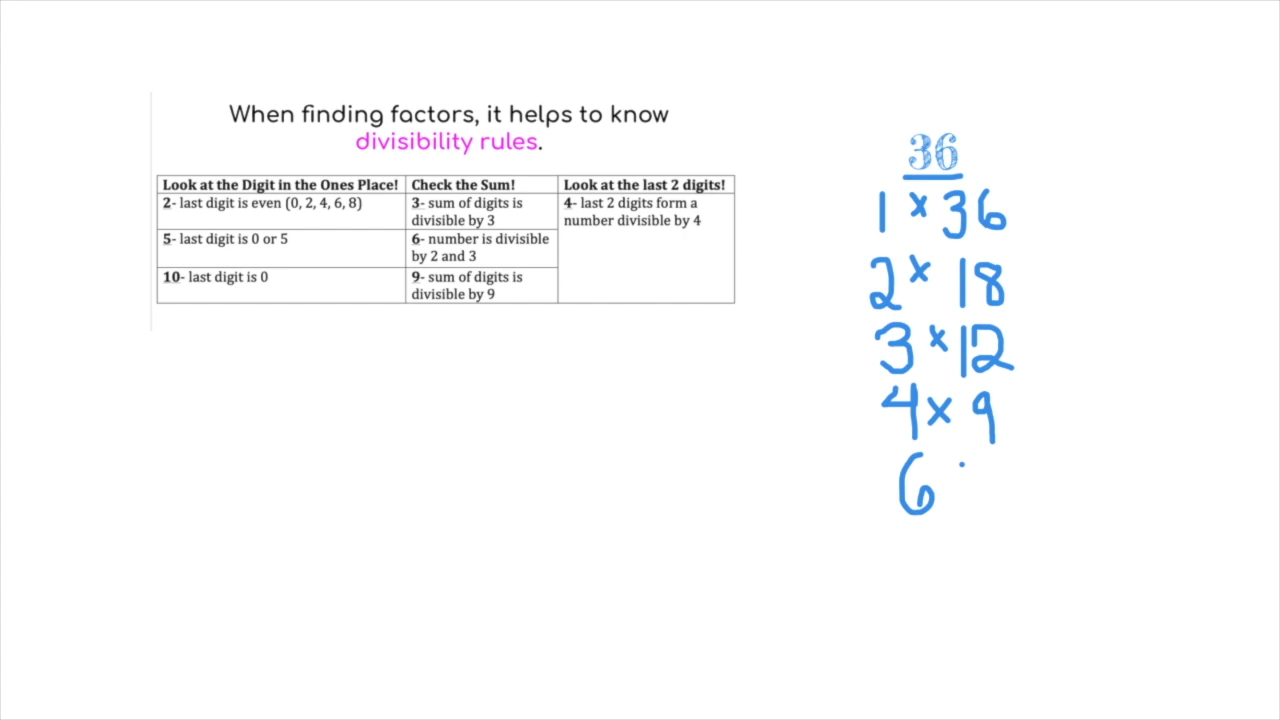 When finding factors, it helps to know
divisibility rules.
Look at the Digit in the Ones Place! Check the Sum! Look at the last 2 digits!
2- last digit is even (0, 2, 4, 6, 8)
3- sum of digits is
divisible by 3
4- last 2 digits form a
number divisible by 4
5- last digit is 0 or 5
6- number is divisible
by 2 and 3
10- last digit is 0
9- sum of digits is
divisible by 9
36
1 x 36
2 x 18
3 x 12
4 x 9
6